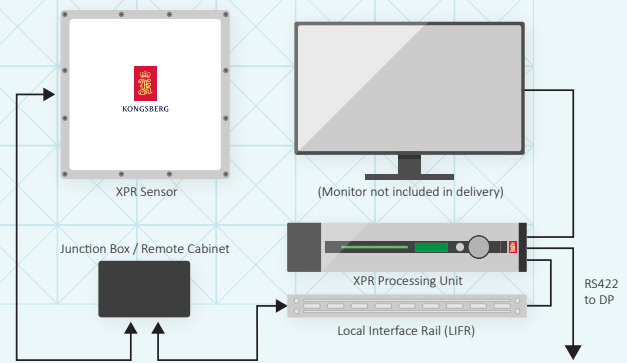 KONGSBERG
XPR Sensor
(Monitor not included in delivery)
Junction Box / Remote Cabinet
XPR Processing Unit
RS422
to DP
Local Interface Rail (LIFR)